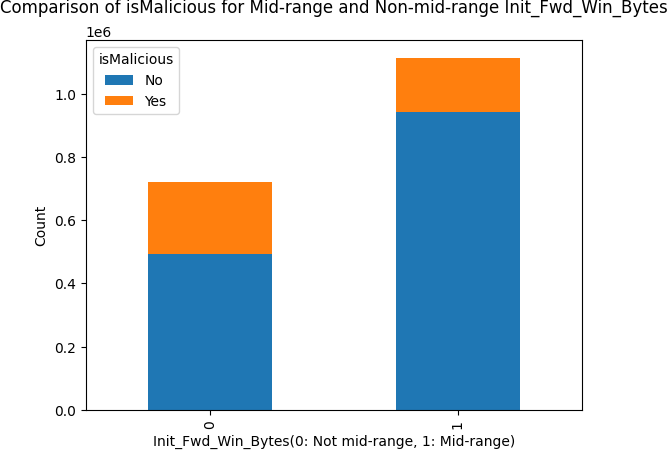 Comparison of isMalicious for Mid-range and Non-mid-range Init_Fwd_Win_Bytes
1e6
isMalicious
No
Yes
1.0
0.8
0.6
0.4
0.2
0.0
Count
0
1
Init_Fwd_Win_Bytes(0: Not mid-range, 1: Mid-range)